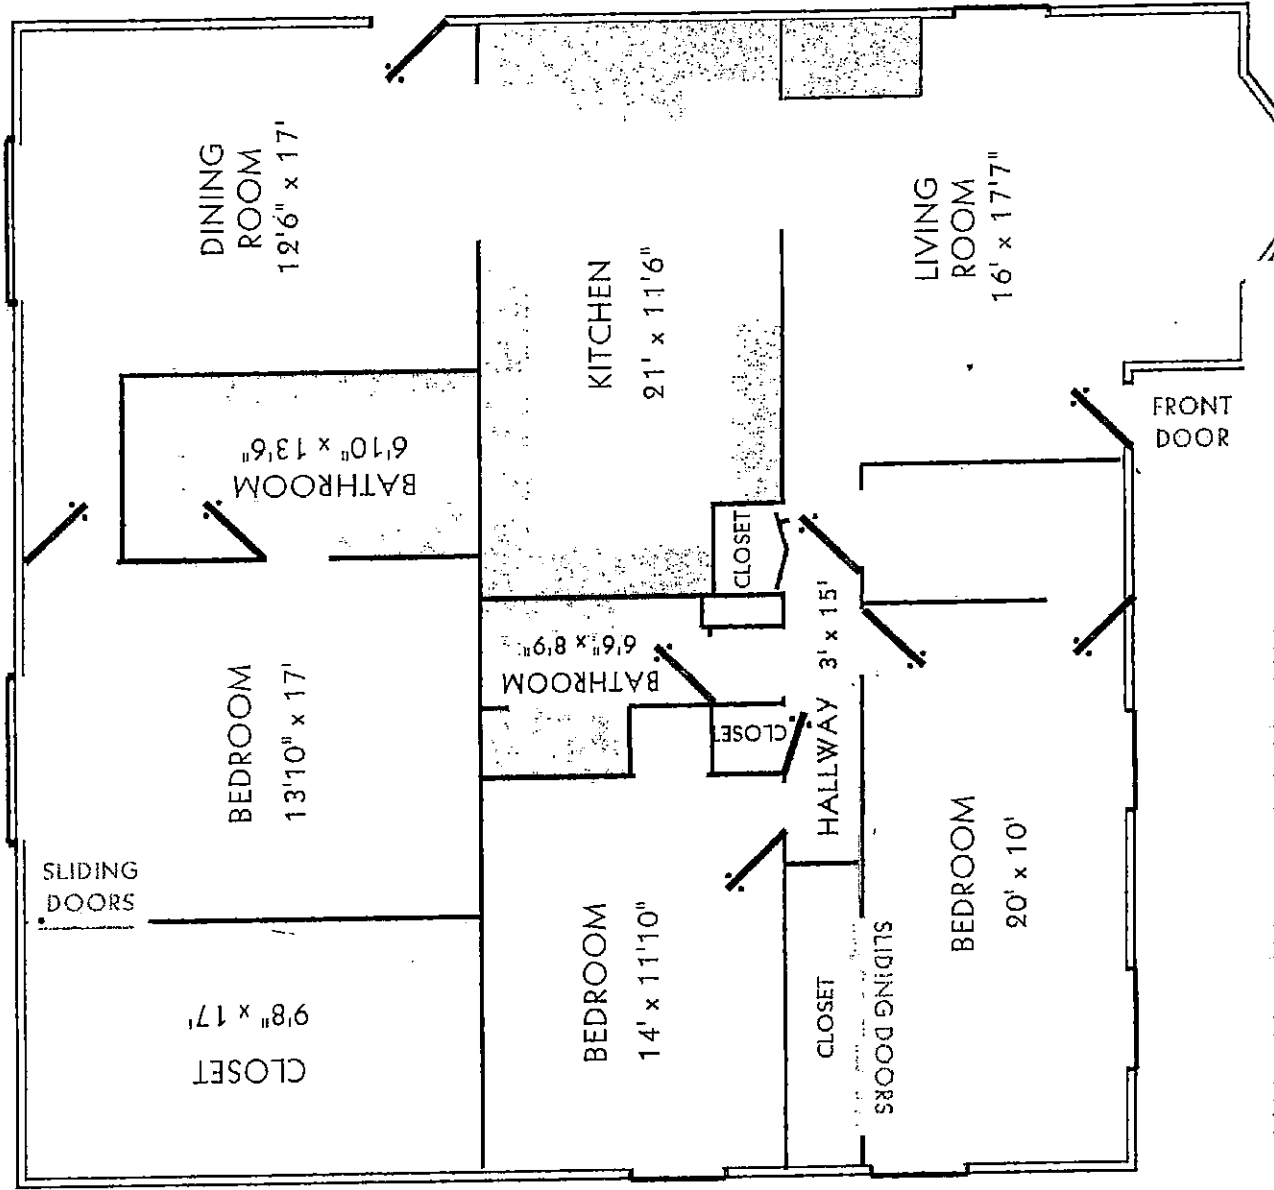 DINING
ROOM
12'6" x 17'
KITCHEN
21' x 11'6"
LIVING
ROOM
16' x 17'7"
BATHROOM
6'10" x 13'6"
FRONT
DOOR
CLOSET
BEDROOM
13'10" x 17'
BATHROOM
6'6" x 8'9"
CLOSET
HALLWAY 3' x 15'
SLIDING
DOORS
BEDROOM
14' x 11'10"
BEDROOM
20' x 10'
CLOSET
SLIDING DOORS
CLOSET
9'8" x 17'